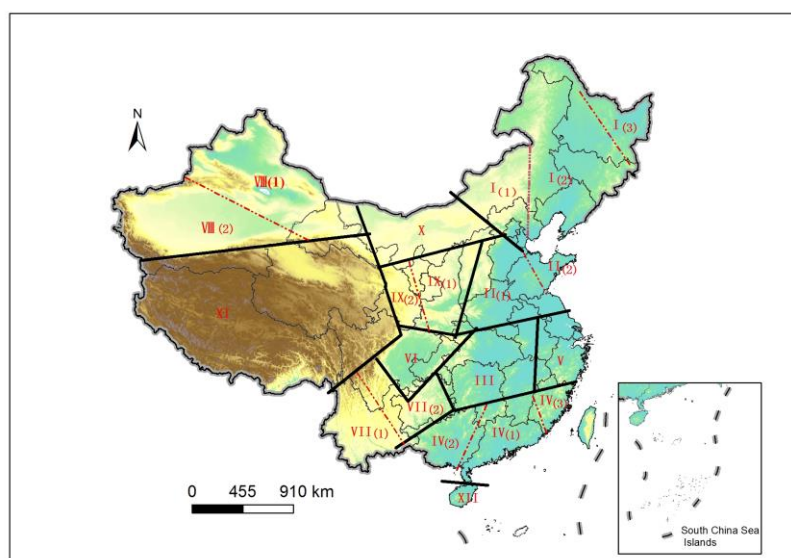 N
I(3)
VIII(1)
I(1)
I(2)
VIII(2)
X
II(2)
IX(1)
XI
IX(2)
II(1)
VI
V
III
VII(2)
IV(3)
VII(1)
IV(2)
IV(1)
0 455 910 km
XII
South China Sea
Islands